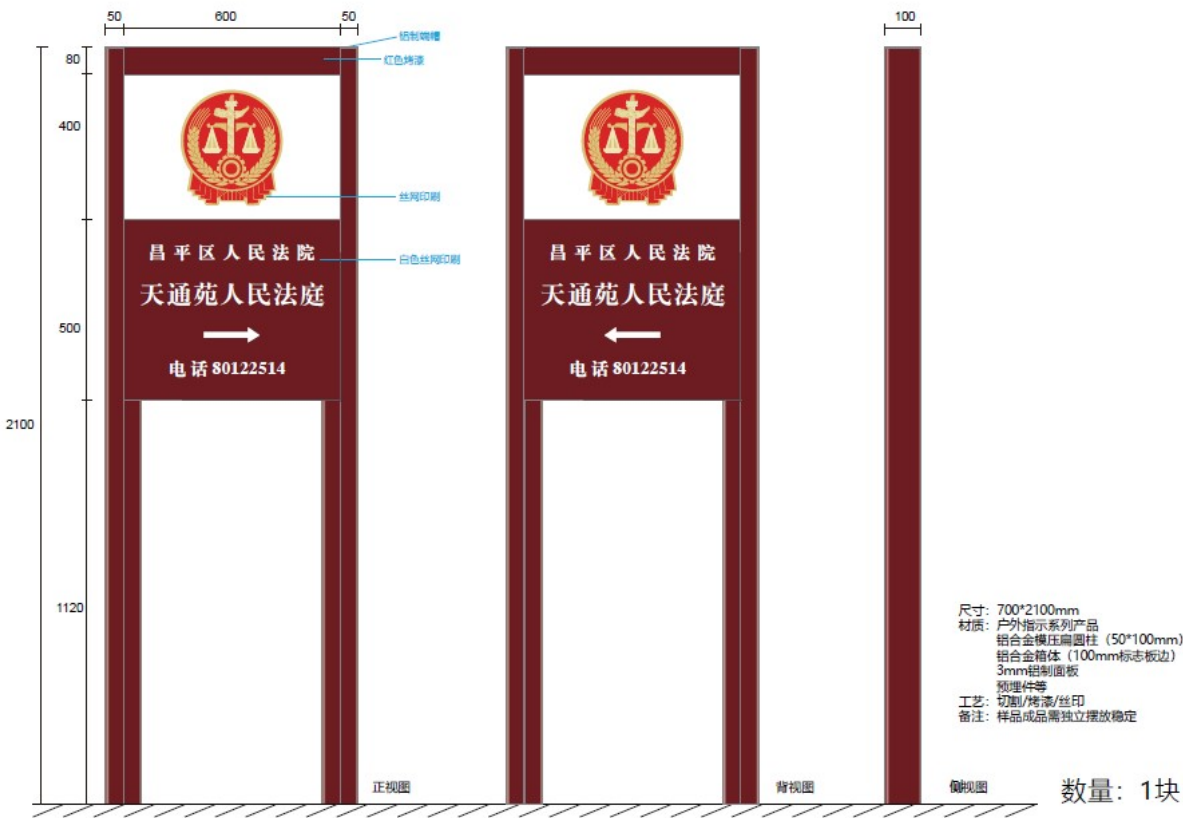 50 600 50
100
铝制端槽
红色烤漆
80
400
丝网印刷
昌平区人民法院
白色丝网印刷
天通苑人民法庭
电话 80122514
昌平区人民法院
天通苑人民法庭
电话 80122514
500
2100
1120
尺寸：700*2100mm
材质：户外指示系列产品
铝合金模压扁圆柱（50*100mm）
铝合金箱体（100mm标志板边）
3mm铝制面板
预埋件等
工艺：切割/烤漆/丝印
备注：样品成品需独立摆放稳定
正视图
背视图
侧视图
数量：1块